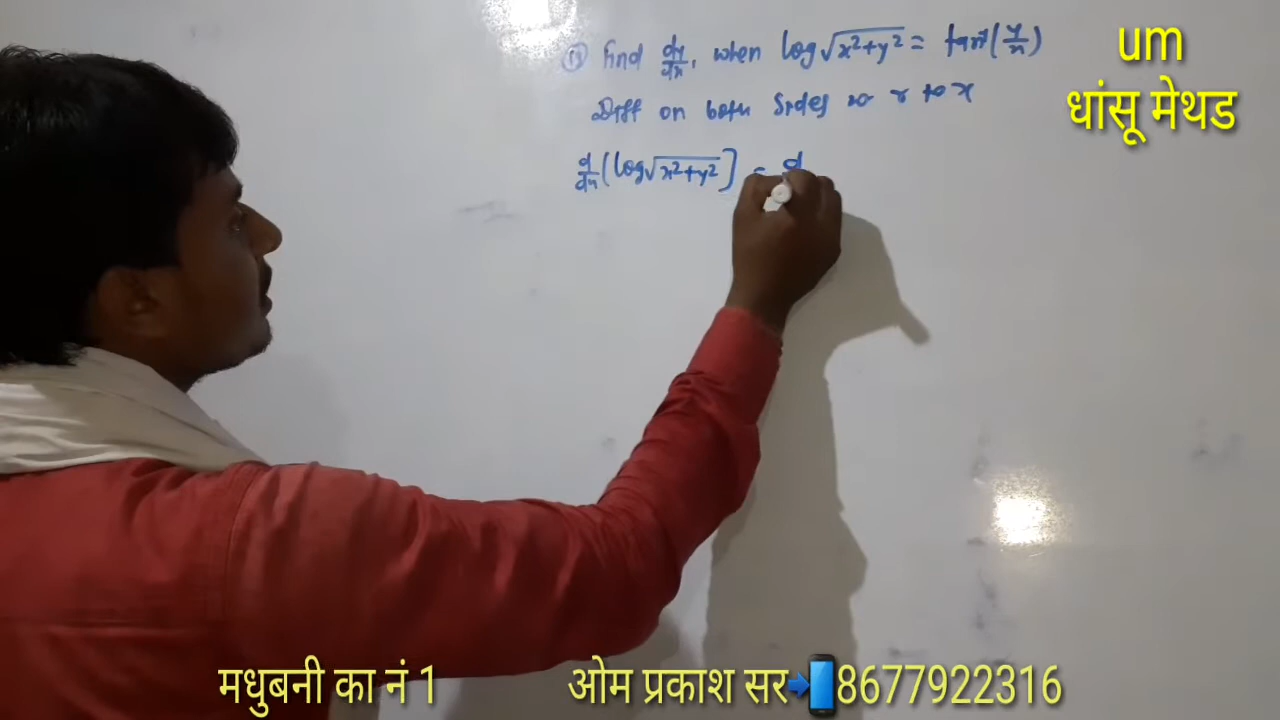 (13) Find dy/dx, when log√(x²+y²) = tan⁻¹(y/x)
Diff on both sides w r to x
d/dx (log√(x²+y²)] = d
um
धांसू मेथड
मधुबनी का नं 1 ओम प्रकाश सर📲8677922316